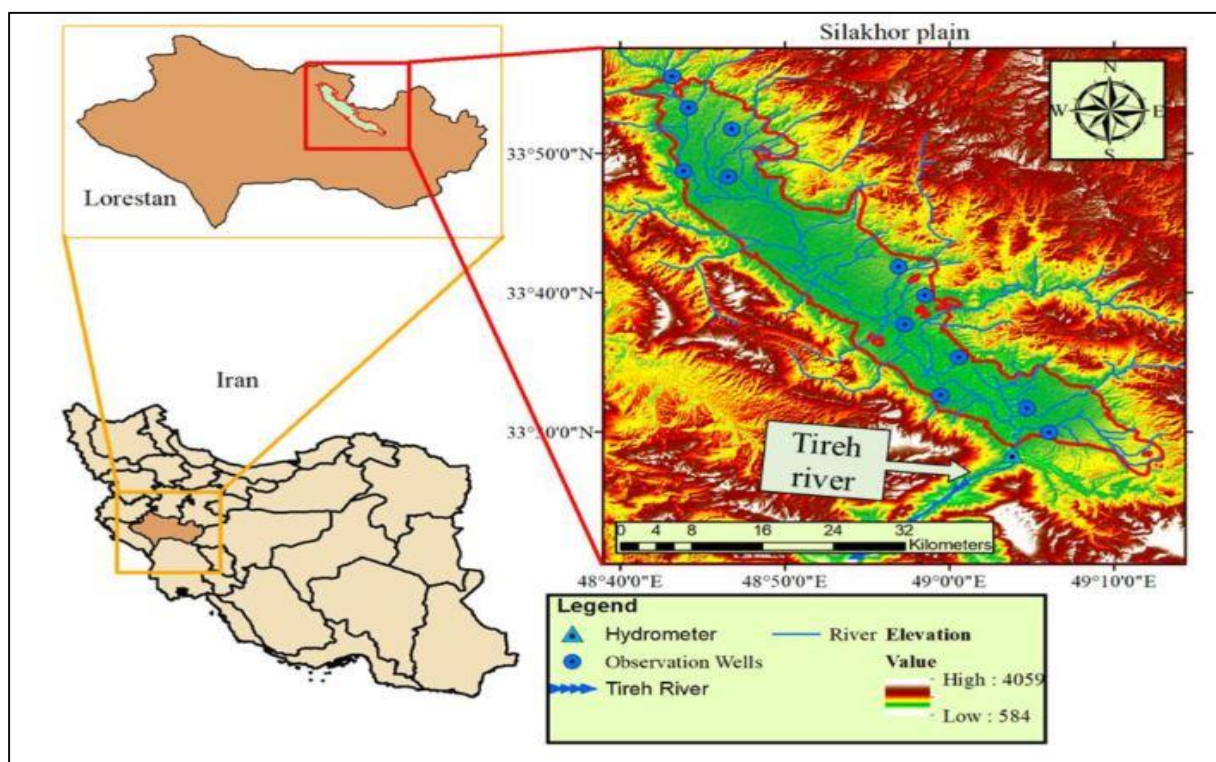 Silakhor plain
N
W E
S
33°50'0"N
33°40'0"N
33°30'0"N
Lorestan
Iran
Tireh
river
0 4 8 16 24 32
Kilometers
48°40'0"E 48°50'0"E 49°0'0"E 49°10'0"E
Legend
Hydrometer River Elevation
Observation Wells Value
Tireh River High : 4059
Low : 584